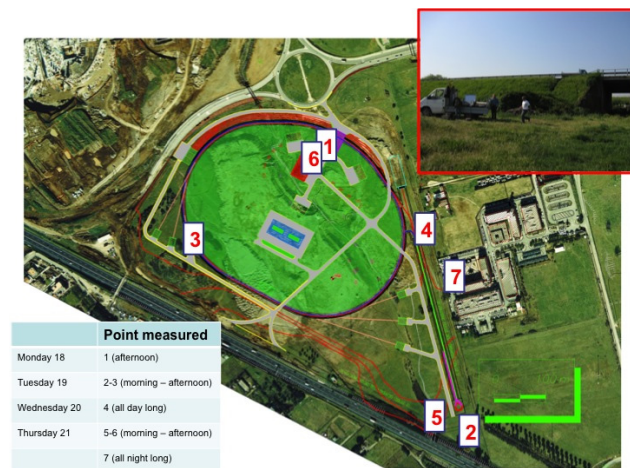 1
6
4
3
7
5
2
Point measured
Monday 18 1 (afternoon)
Tuesday 19 2-3 (morning – afternoon)
Wednesday 20 4 (all day long)
Thursday 21 5-6 (morning – afternoon)
7 (all night long)